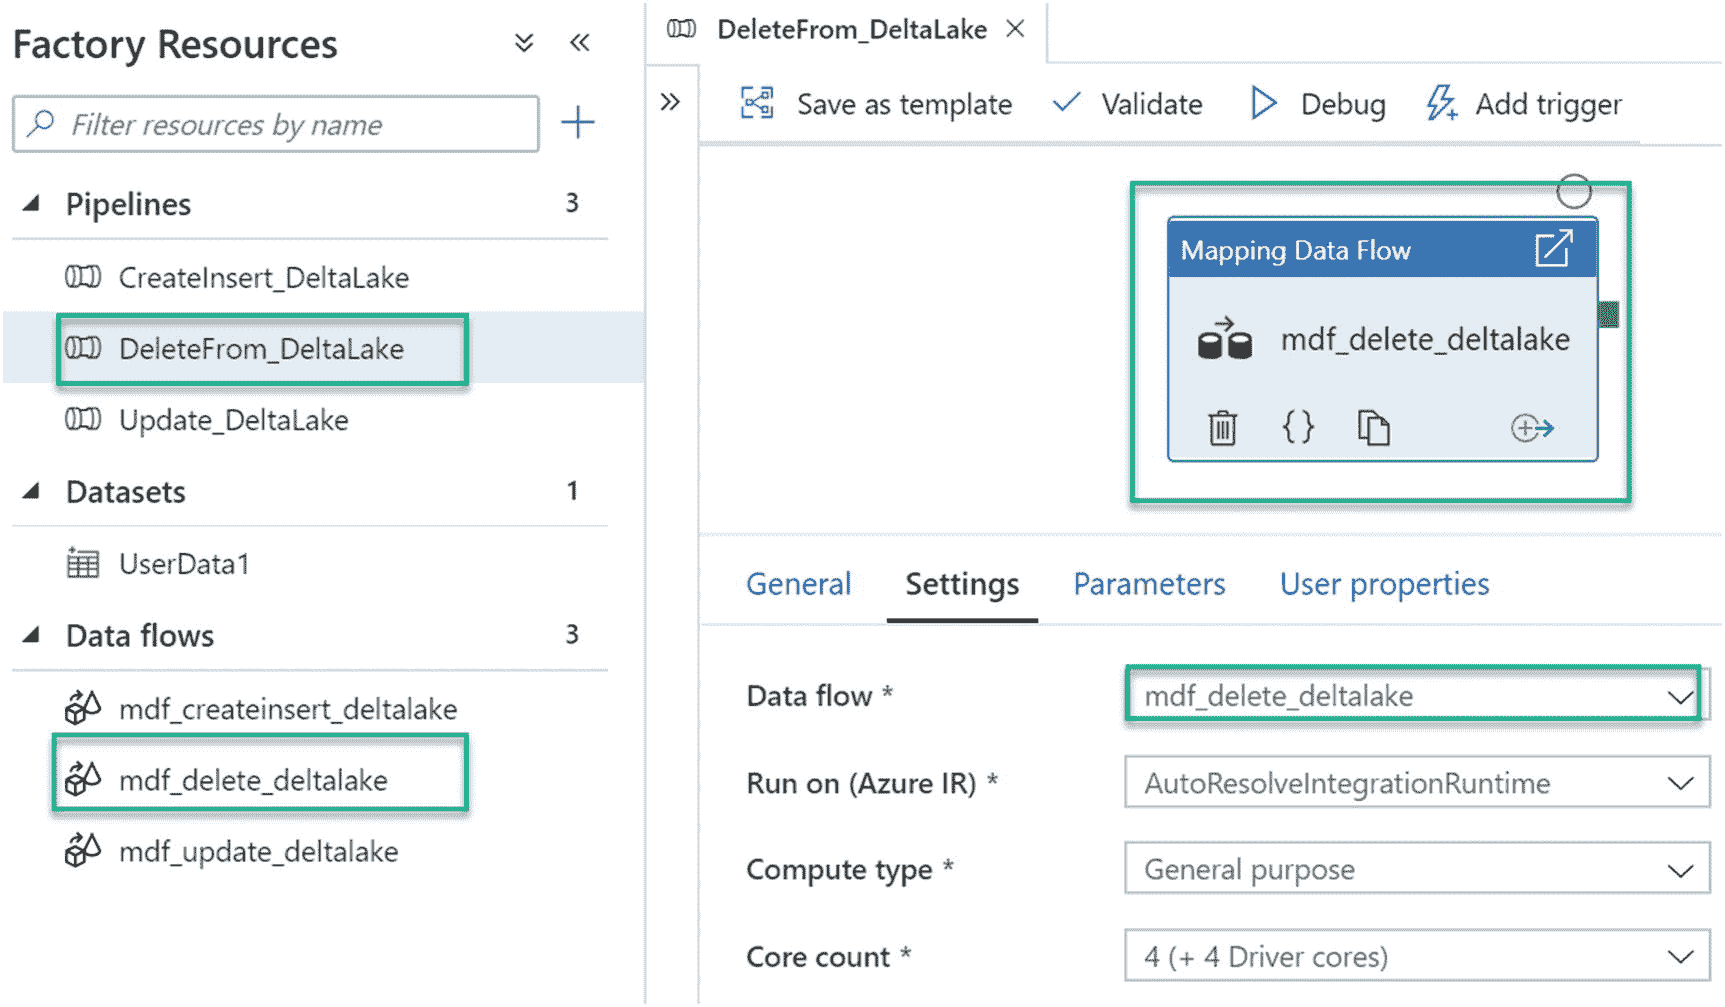 Factory Resources
Filter resources by name
Pipelines 3
CreateInsert_DeltaLake
DeleteFrom_DeltaLake
Update_DeltaLake
Datasets 1
UserData1
Data flows 3
mdf_createinsert_deltalake
mdf_delete_deltalake
mdf_update_deltalake
DeleteFrom_DeltaLake
Save as template Validate Debug Add trigger
Mapping Data Flow
mdf_delete_deltalake
General Settings Parameters User properties
Data flow * mdf_delete_deltalake
Run on (Azure IR) * AutoResolveIntegrationRuntime
Compute type * General purpose
Core count * 4 (+ 4 Driver cores)